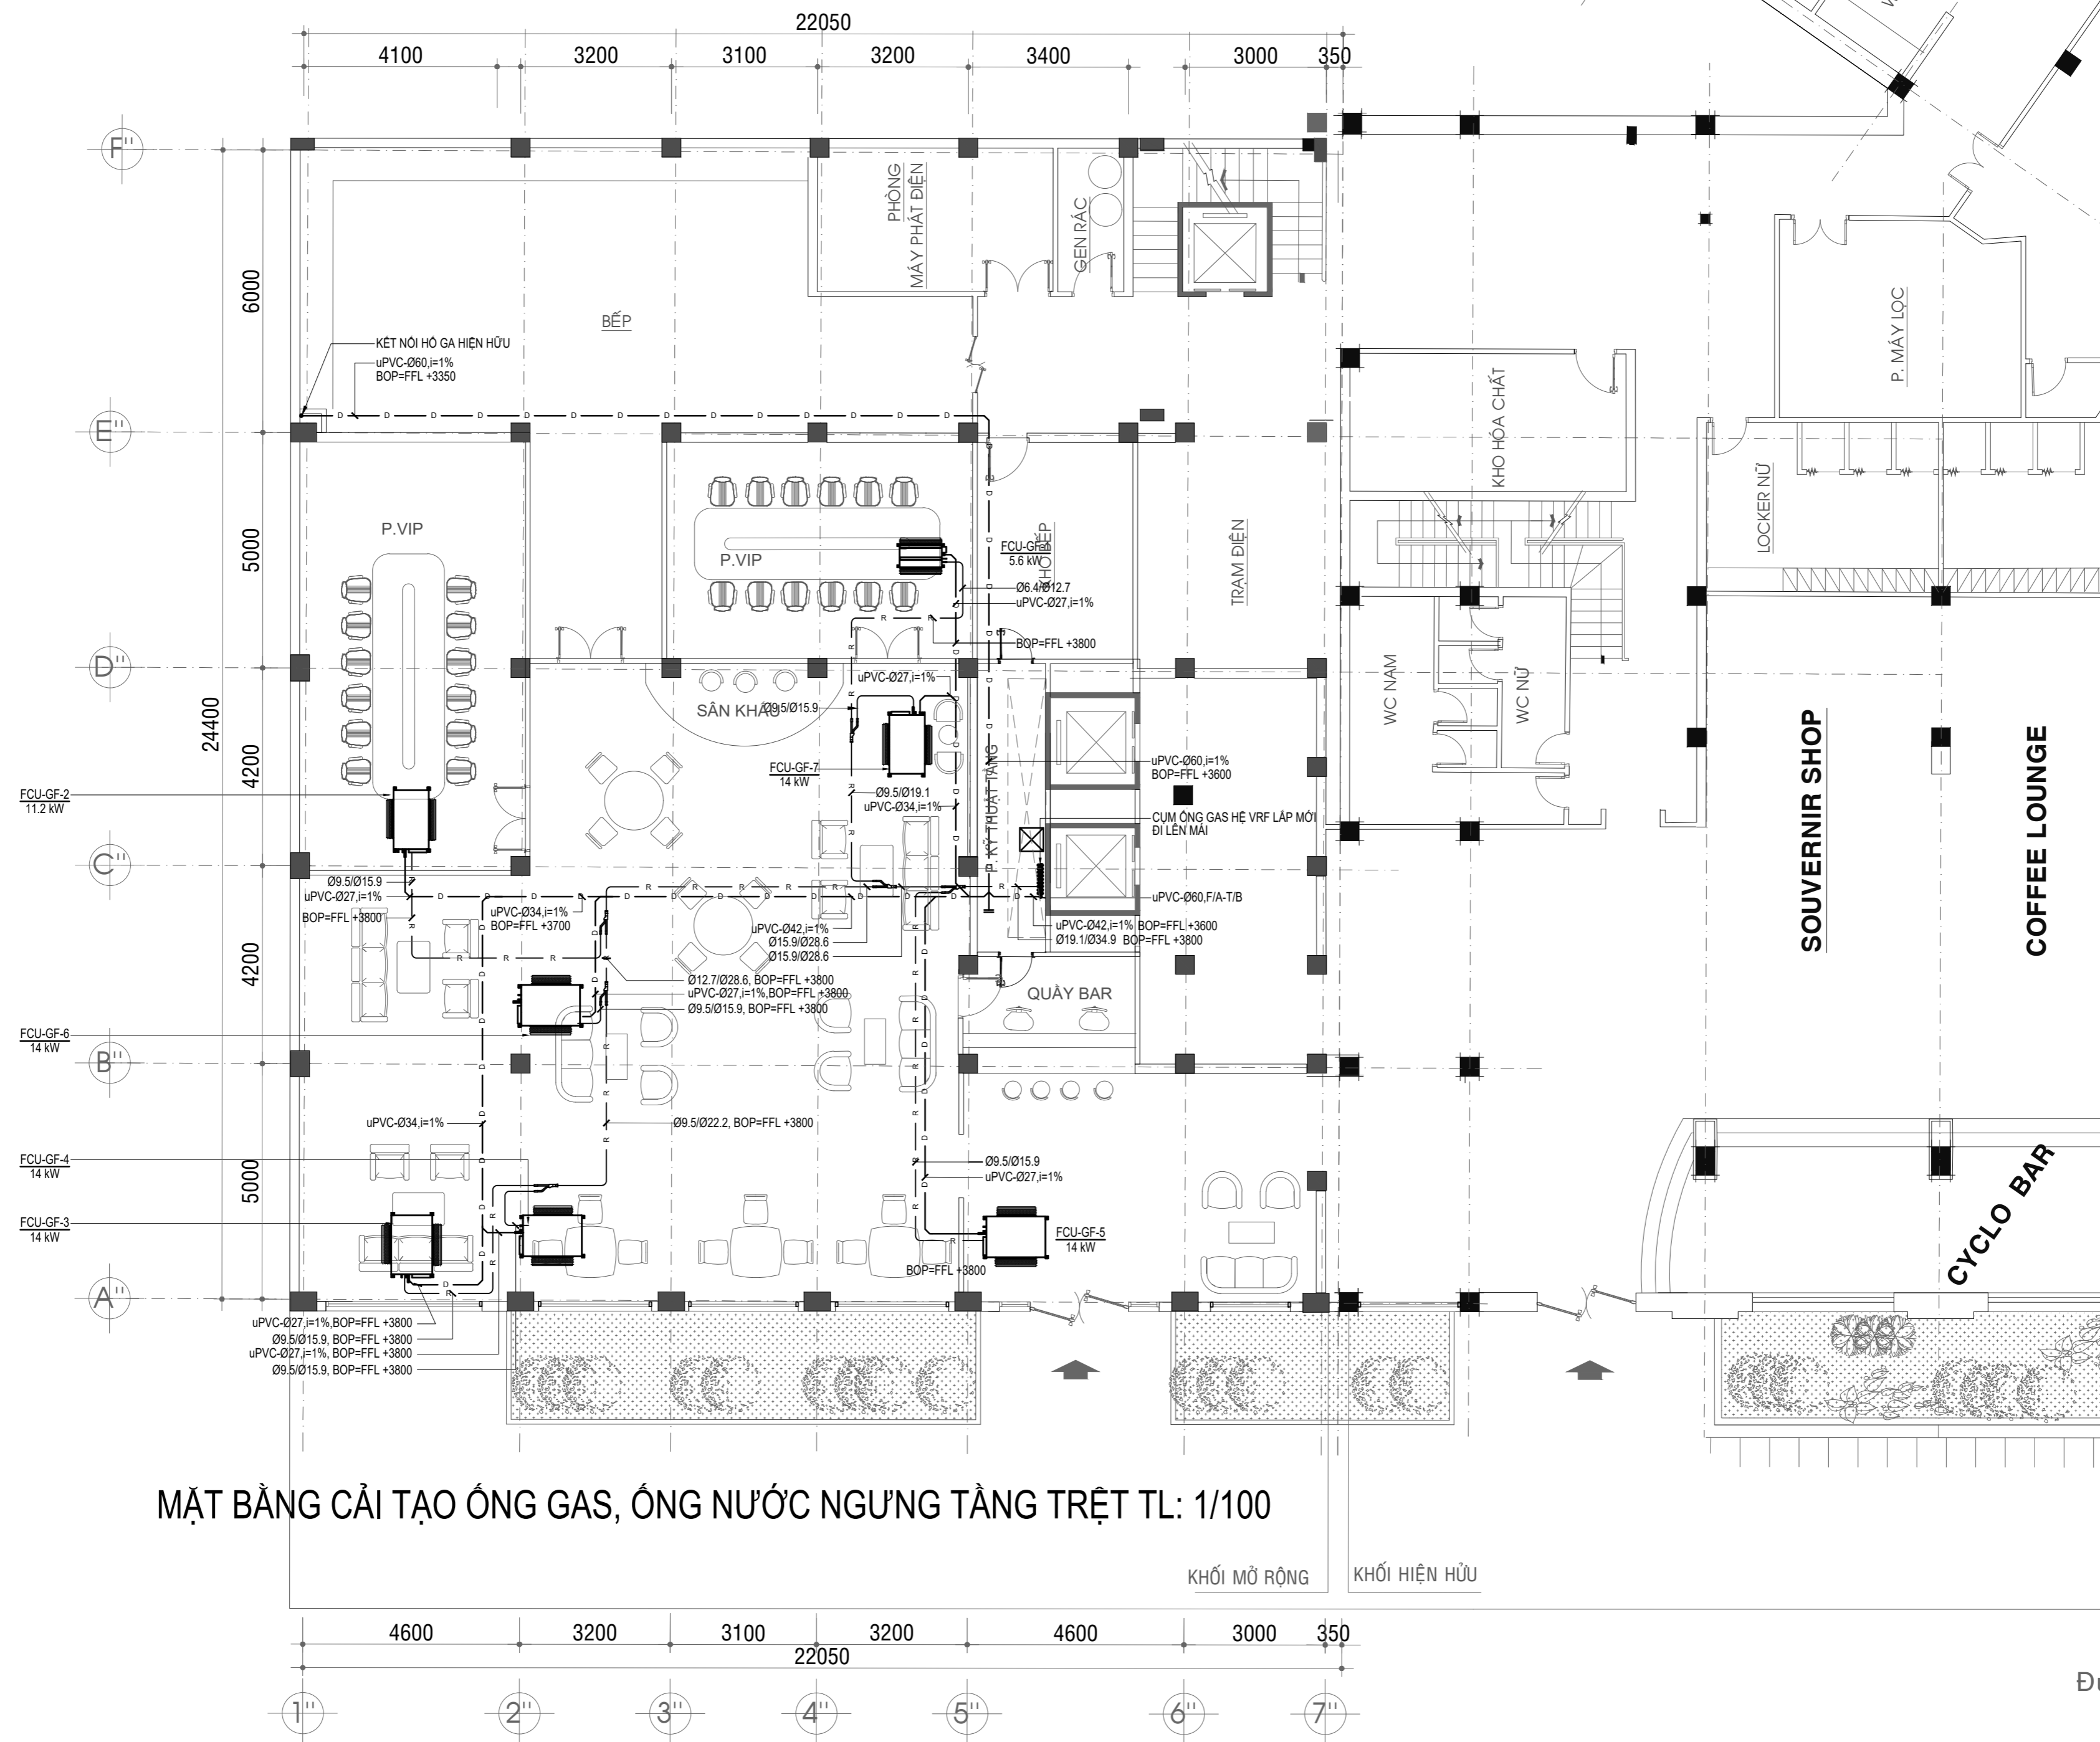 22050
4100
3200
3100
3200
3400
3000
350
F"
PHÒNG
MÁY PHÁT ĐIỆN
GEN RÁC
6000
BẾP
P. MÁY LỌC
KẾT NỐI HỐ GA HIỆN HỮU
uPVC-Ø60,i=1%
BOP=FFL +3350
KHO HÓA CHẤT
E"
LOCKER NỮ
P.VIP
P.VIP
5000
TRẠM ĐIỆN
FCU-GF-1
5.6 kW
KHO BẾP
Ø6.4/Ø12.7
uPVC-Ø27,i=1%
BOP=FFL +3800
D"
uPVC-Ø27,i=1%
SÂN KHẤU
Ø9.5/Ø15.9
WC NAM
WC NỮ
24400
4200
P. KỸ THUẬT TẦNG
FCU-GF-7
14 kW
uPVC-Ø60,i=1%
BOP=FFL +3600
Ø9.5/Ø19.1
uPVC-Ø34,i=1%
FCU-GF-2
11.2 kW
CỤM ỐNG GAS HỆ VRF LẮP MỚI
ĐI LÊN MÁI
SOUVERNIR SHOP
COFFEE LOUNGE
C"
Ø9.5/Ø15.9
uPVC-Ø27,i=1%
BOP=FFL +3800
uPVC-Ø34,i=1%
BOP=FFL +3700
uPVC-Ø60,F/A-T/B
uPVC-Ø42,i=1%
Ø15.9/Ø28.6
Ø15.9/Ø28.6
uPVC-Ø42,i=1% BOP=FFL +3600
Ø19.1/Ø34.9 BOP=FFL +3800
4200
Ø12.7/Ø28.6, BOP=FFL +3800
uPVC-Ø27,i=1%,BOP=FFL +3800
Ø9.5/Ø15.9, BOP=FFL +3800
QUẦY BAR
FCU-GF-6
14 kW
B"
uPVC-Ø34,i=1%
Ø9.5/Ø22.2, BOP=FFL +3800
FCU-GF-4
14 kW
5000
Ø9.5/Ø15.9
uPVC-Ø27,i=1%
CYCLO BAR
FCU-GF-3
14 kW
FCU-GF-5
14 kW
BOP=FFL +3800
A"
uPVC-Ø27,i=1%,BOP=FFL +3800
Ø9.5/Ø15.9, BOP=FFL +3800
uPVC-Ø27,i=1%, BOP=FFL +3800
Ø9.5/Ø15.9, BOP=FFL +3800
MẶT BẰNG CẢI TẠO ỐNG GAS, ỐNG NƯỚC NGƯNG TẦNG TRỆT TL: 1/100
KHỐI MỞ RỘNG
KHỐI HIỆN HỬU
4600
3200
3100
3200
4600
3000
350
22050
1"
2"
3"
4"
5"
6"
7"